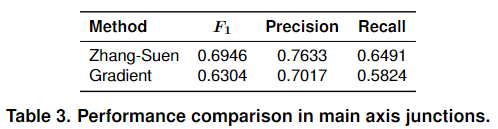 Method F₁ Precision Recall
Zhang-Suen 0.6946 0.7633 0.6491
Gradient 0.6304 0.7017 0.5824
Table 3. Performance comparison in main axis junctions.